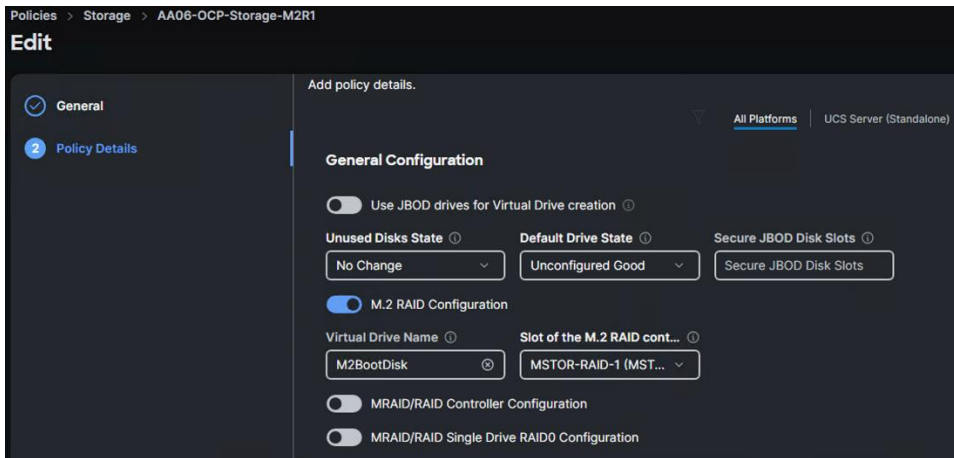 Policies > Storage > AA06-OCP-Storage-M2R1
Edit
General
2 Policy Details
Add policy details.
All Platforms | UCS Server (Standalone)
General Configuration
Use JBOD drives for Virtual Drive creation
Unused Disks State Default Drive State Secure JBOD Disk Slots
No Change Unconfigured Good Secure JBOD Disk Slots
M.2 RAID Configuration
Virtual Drive Name Slot of the M.2 RAID cont...
M2BootDisk MSTOR-RAID-1 (MST...
MRAID/RAID Controller Configuration
MRAID/RAID Single Drive RAID0 Configuration